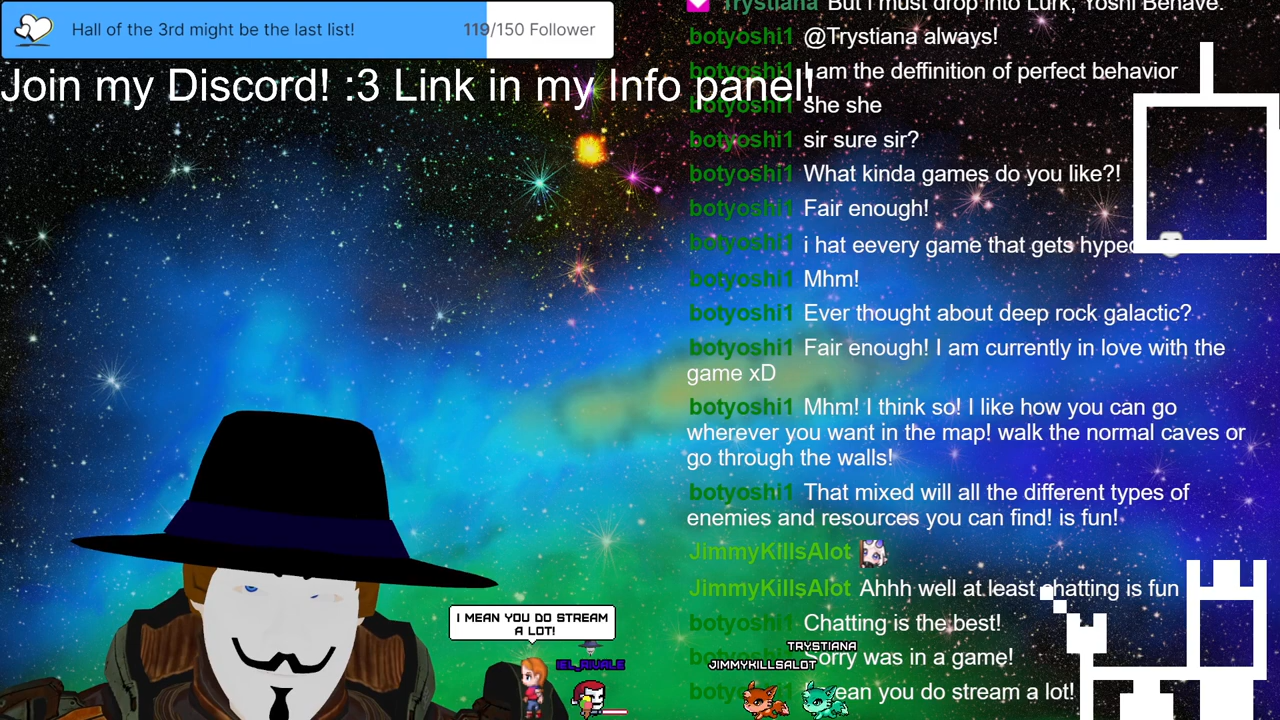 Hall of the 3rd might be the last list! 119/150 Follower
Join my Discord! :3 Link in my Info panel!
Trystiana But I must drop into Lurk, Yoshi Behave.
botyoshi1 @Trystiana always!
botyoshi1 I am the deffinition of perfect behavior
botyoshi1 she she
botyoshi1 sir sure sir?
botyoshi1 What kinda games do you like?!
botyoshi1 Fair enough!
botyoshi1 i hat eevery game that gets hyped
botyoshi1 Mhm!
botyoshi1 Ever thought about deep rock galactic?
botyoshi1 Fair enough! I am currently in love with the
game xD
botyoshi1 Mhm! I think so! I like how you can go
wherever you want in the map! walk the normal caves or
go through the walls!
botyoshi1 That mixed will all the different types of
enemies and resources you can find! is fun!
JimmyKillsAlot
JimmyKillsAlot Ahhh well at least chatting is fun
botyoshi1 Chatting is the best!
botyoshi1 Sorry was in a game!
ean you do stream a lot!
I MEAN YOU DO STREAM
A LOT!
TRYSTIANA
JIMMYKILLSALOT